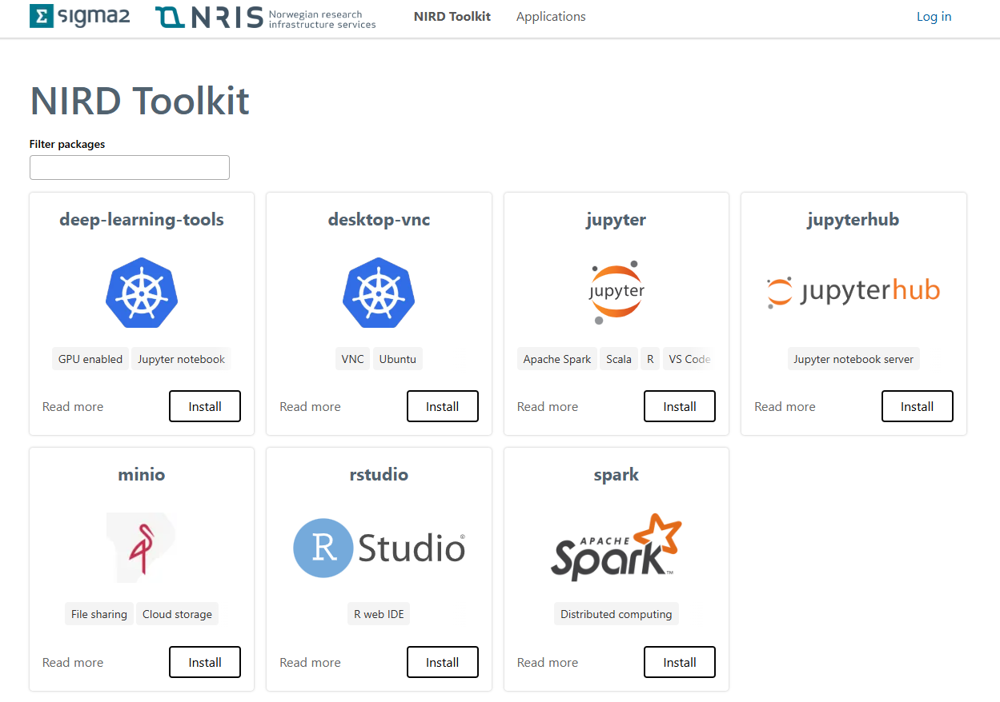 sigma2 NRIS Norwegian research infrastructure services NIRD Toolkit Applications Log in
NIRD Toolkit
Filter packages
deep-learning-tools
GPU enabled Jupyter notebook
Read more Install
desktop-vnc
VNC Ubuntu
Read more Install
jupyter
jupyter
Apache Spark Scala R VS Code
Read more Install
jupyterhub
jupyterhub
Jupyter notebook server
Read more Install
minio
File sharing Cloud storage
Read more Install
rstudio
R Studio®
R web IDE
Read more Install
spark
APACHE
Spark™
Distributed computing
Read more Install